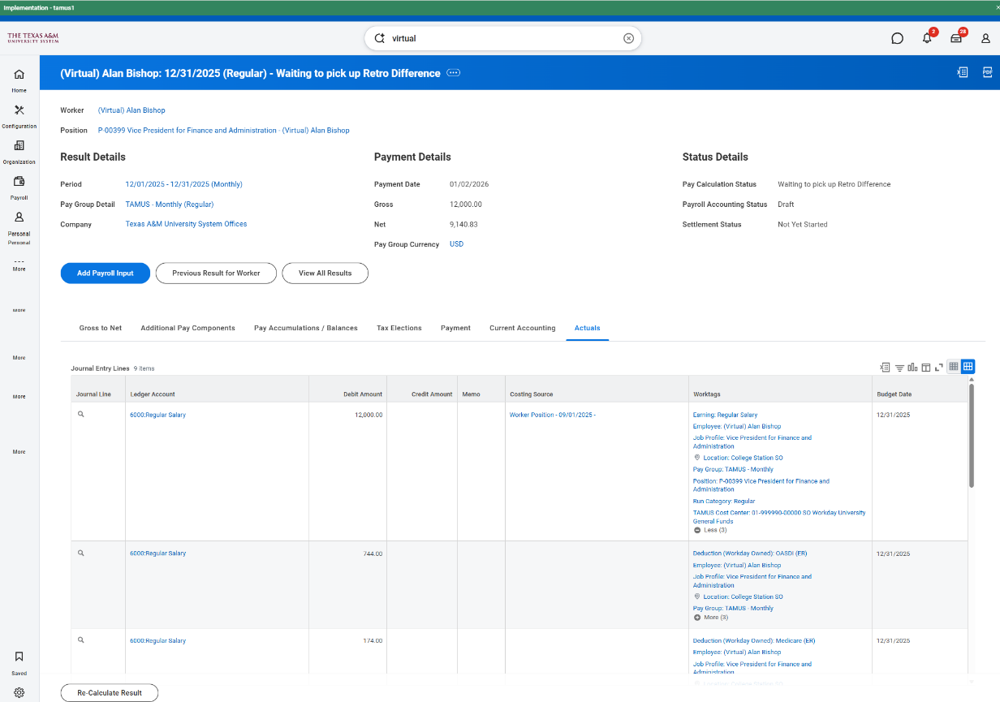 Implementation - tamus1
THE TEXAS A&M
UNIVERSITY SYSTEM
virtual
2
28
Home
Configuration
Organization
Payroll
Personal
Personal
More
More
More
More
More
Saved
(Virtual) Alan Bishop: 12/31/2025 (Regular) - Waiting to pick up Retro Difference
PDF
Worker (Virtual) Alan Bishop
Position P-00399 Vice President for Finance and Administration - (Virtual) Alan Bishop
Result Details
Period 12/01/2025 - 12/31/2025 (Monthly)
Pay Group Detail TAMUS - Monthly (Regular)
Company Texas A&M University System Offices
Payment Details
Payment Date 01/02/2026
Gross 12,000.00
Net 9,140.83
Pay Group Currency USD
Status Details
Pay Calculation Status Waiting to pick up Retro Difference
Payroll Accounting Status Draft
Settlement Status Not Yet Started
Add Payroll Input Previous Result for Worker View All Results
Gross to Net Additional Pay Components Pay Accumulations / Balances Tax Elections Payment Current Accounting Actuals
Journal Entry Lines 9 items
Journal Line Ledger Account Debit Amount Credit Amount Memo Costing Source Worktags Budget Date
6000:Regular Salary 12,000.00 Worker Position - 09/01/2025 - Earning: Regular Salary 12/31/2025
Employee: (Virtual) Alan Bishop
Job Profile: Vice President for Finance and
Administration
Location: College Station SO
Pay Group: TAMUS - Monthly
Position: P-00399 Vice President for Finance and
Administration
Run Category: Regular
TAMUS Cost Center: 01-999990-00000 SO Workday University
General Funds
Less (3)
6000:Regular Salary 744.00 Deduction (Workday Owned): OASDI (ER) 12/31/2025
Employee: (Virtual) Alan Bishop
Job Profile: Vice President for Finance and
Administration
Location: College Station SO
Pay Group: TAMUS - Monthly
More (3)
6000:Regular Salary 174.00 Deduction (Workday Owned): Medicare (ER) 12/31/2025
Employee: (Virtual) Alan Bishop
Job Profile: Vice President for Finance and
Administration
Location: College Station SO
Re-Calculate Result